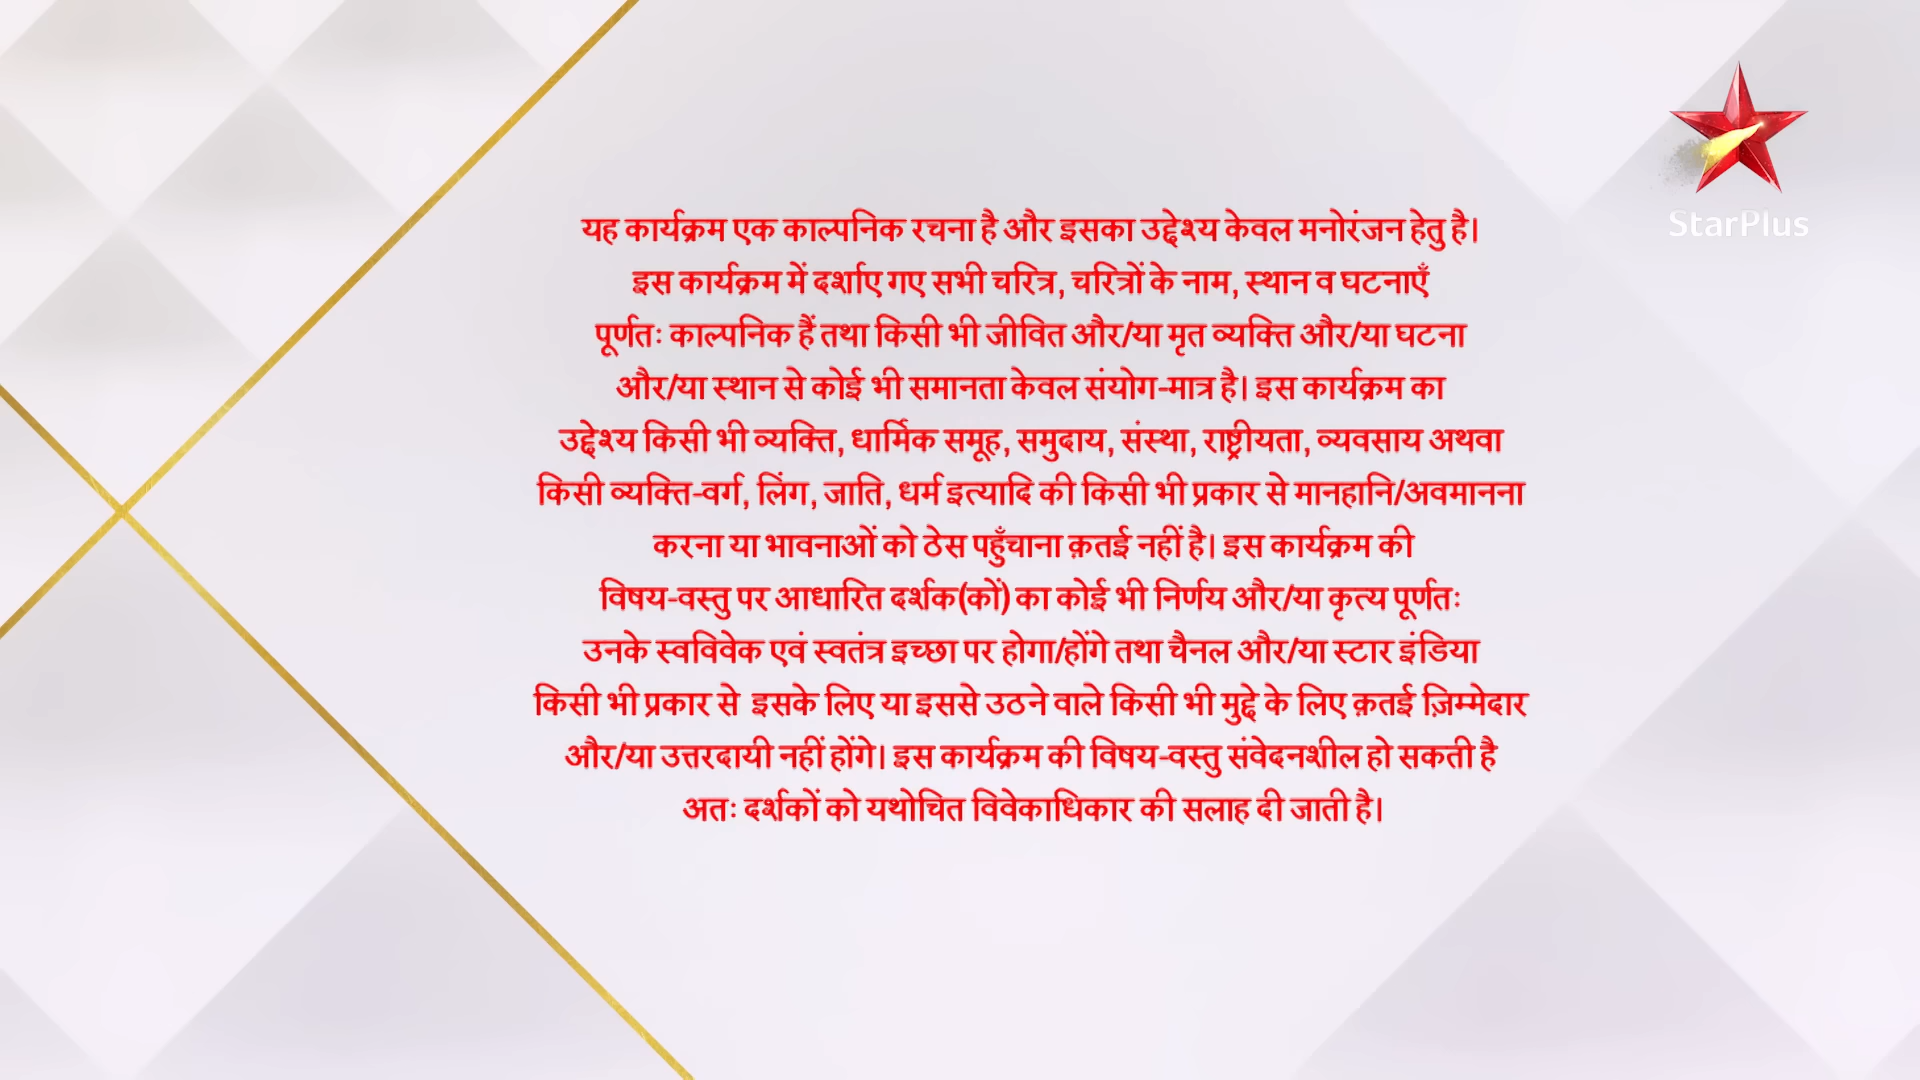 यह कार्यक्रम एक काल्पनिक रचना है और इसका उद्देश्य केवल मनोरंजन हेतु है।
इस कार्यक्रम में दर्शाए गए सभी चरित्र, चरित्रों के नाम, स्थान व घटनाएँ
पूर्णतः काल्पनिक हैं तथा किसी भी जीवित और/या मृत व्यक्ति और/या घटना
और/या स्थान से कोई भी समानता केवल संयोग-मात्र है। इस कार्यक्रम का
उद्देश्य किसी भी व्यक्ति, धार्मिक समूह, समुदाय, संस्था, राष्ट्रीयता, व्यवसाय अथवा
किसी व्यक्ति-वर्ग, लिंग, जाति, धर्म इत्यादि की किसी भी प्रकार से मानहानि/अवमानना
करना या भावनाओं को ठेस पहुँचाना क़तई नहीं है। इस कार्यक्रम की
विषय-वस्तु पर आधारित दर्शक(कों) का कोई भी निर्णय और/या कृत्य पूर्णतः
उनके स्वविवेक एवं स्वतंत्र इच्छा पर होगा/होंगे तथा चैनल और/या स्टार इंडिया
किसी भी प्रकार से इसके लिए या इससे उठने वाले किसी भी मुद्दे के लिए क़तई ज़िम्मेदार
और/या उत्तरदायी नहीं होंगे। इस कार्यक्रम की विषय-वस्तु संवेदनशील हो सकती है
अतः दर्शकों को यथोचित विवेकाधिकार की सलाह दी जाती है।
StarPlus